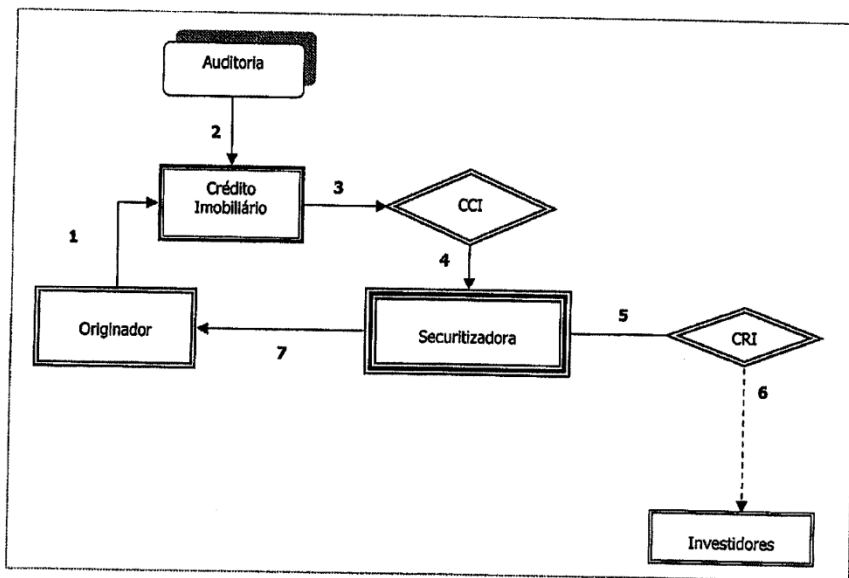 Auditoria
2
Crédito
Imobiliário
3
CCI
1
4
Originador
7
Securitizadora
5
CRI
6
Investidores